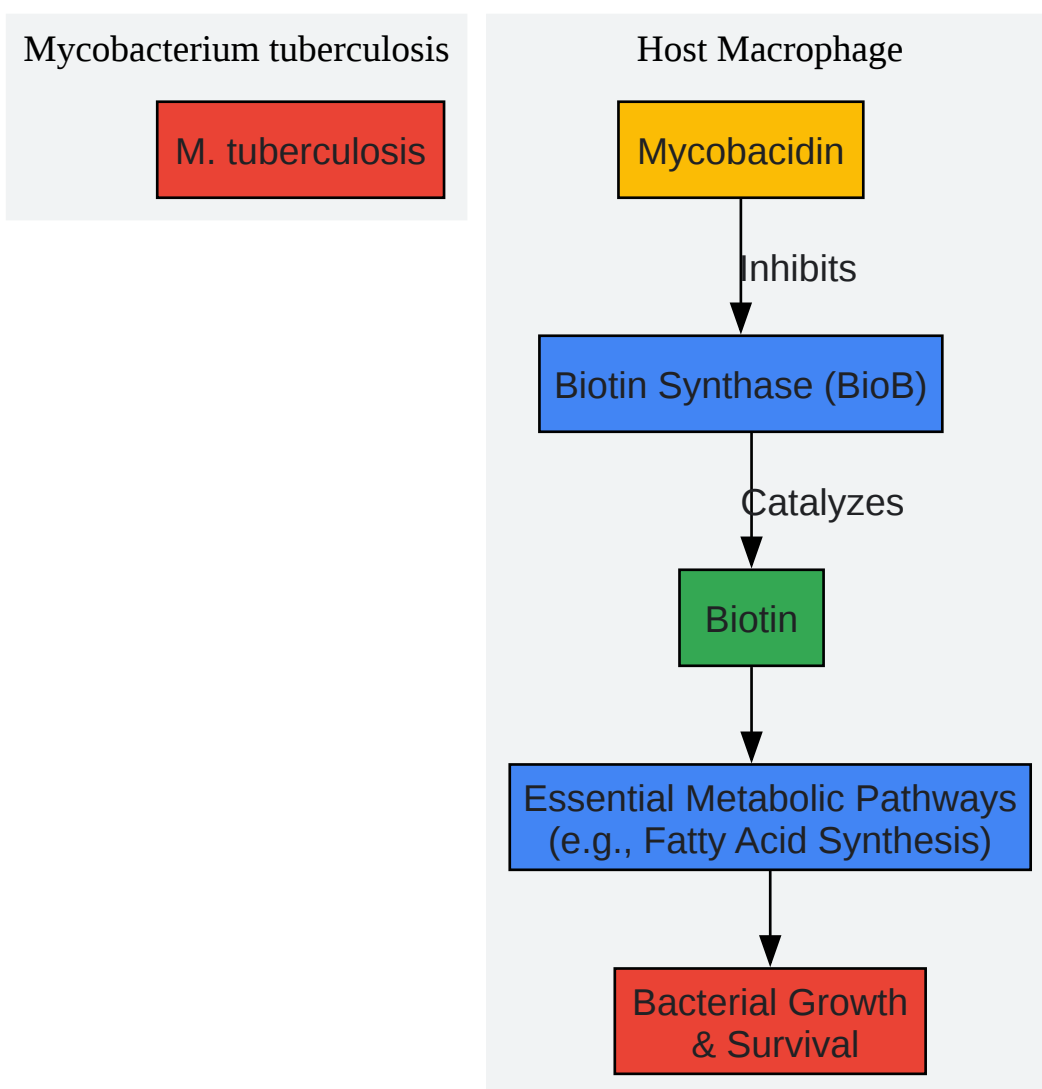 Mycobacterium tuberculosis
M. tuberculosis
Host Macrophage
Mycobacidin
Inhibits
Biotin Synthase (BioB)
Catalyzes
Biotin
Essential Metabolic Pathways
(e.g., Fatty Acid Synthesis)
Bacterial Growth
& Survival